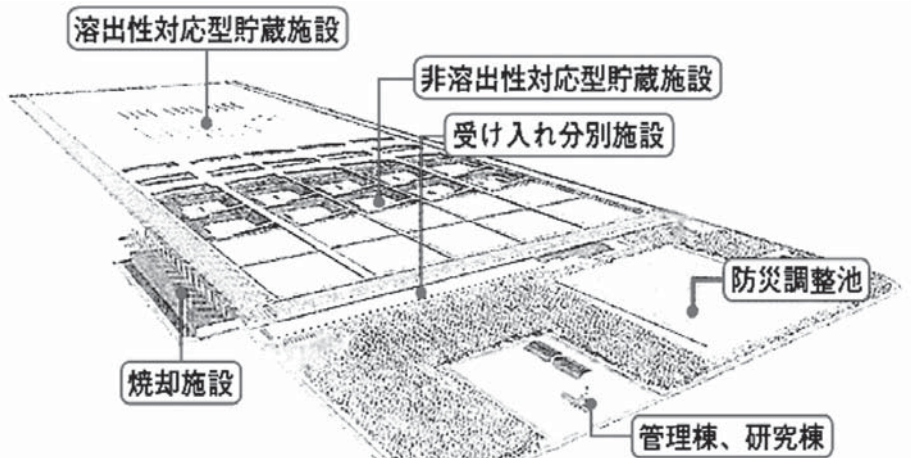 溶出性対応型貯蔵施設
非溶出性対応型貯蔵施設
受け入れ分別施設
防災調整池
焼却施設
管理棟、研究棟